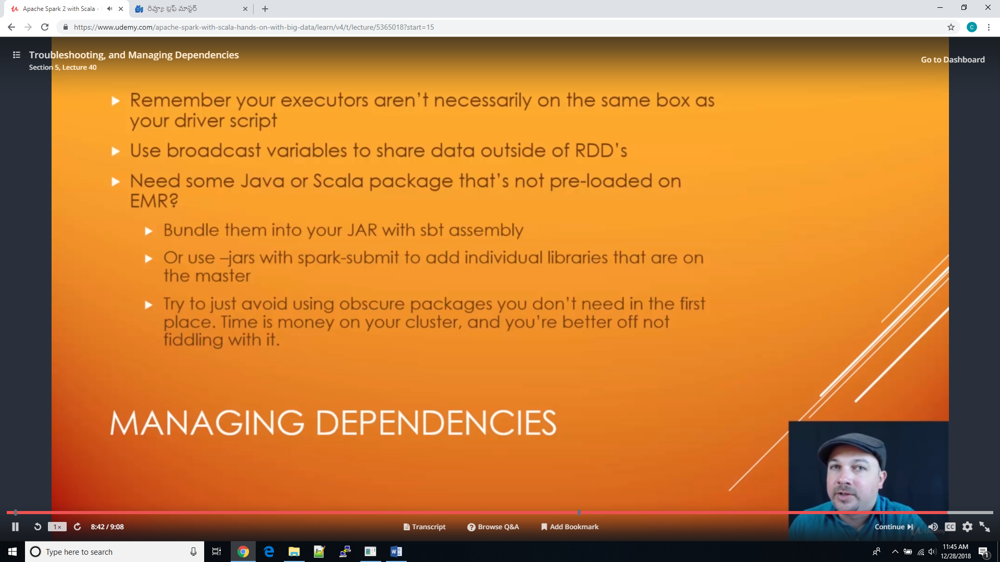 Apache Spark 2 with Scala -
రివ్యూ: బ్లఫ్ మాస్టర్
https://www.udemy.com/apache-spark-with-scala-hands-on-with-big-data/learn/v4/t/lecture/5365018?start=15
C
Troubleshooting, and Managing Dependencies
Section 5, Lecture 40
Go to Dashboard
Remember your executors aren't necessarily on the same box as
your driver script
Use broadcast variables to share data outside of RDD's
Need some Java or Scala package that's not pre-loaded on
EMR?
Bundle them into your JAR with sbt assembly
Or use –jars with spark-submit to add individual libraries that are on
the master
Try to just avoid using obscure packages you don't need in the first
place. Time is money on your cluster, and you're better off not
fiddling with it.
MANAGING DEPENDENCIES
1x
8:42 / 9:08
Transcript
Browse Q&A
Add Bookmark
Continue
CC
Udemy
Type here to search
11:45 AM
12/28/2018
1